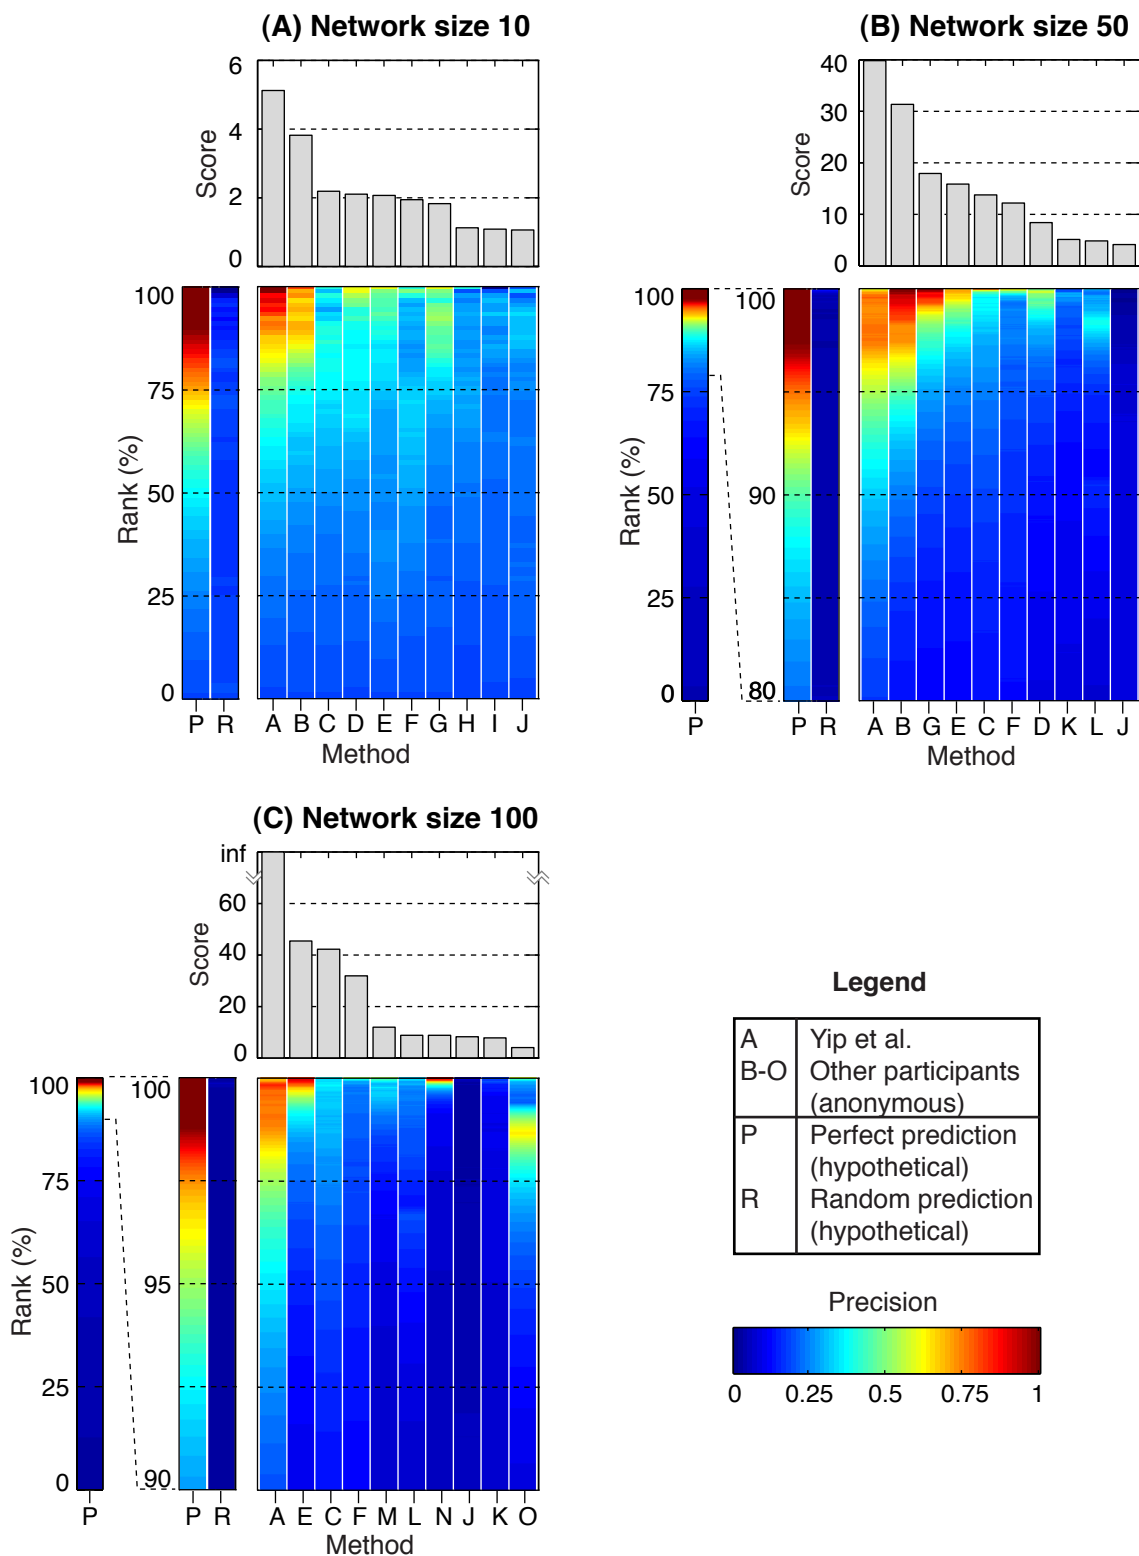 (A) Network size 10
6
4
2
0
Score
100
75
50
25
0
Rank (%)
P R
A B C D E F G H I J
Method
(B) Network size 50
40
30
20
10
0
Score
100
75
50
25
0
Rank (%)
100
90
80
P
P R
A B G E C F D K L J
Method
(C) Network size 100
inf
60
40
20
0
Score
100
75
50
25
0
Rank (%)
100
95
90
P
P R
A E C F M L N J K O
Method
Legend
A Yip et al.
B-O Other participants
(anonymous)
P Perfect prediction
(hypothetical)
R Random prediction
(hypothetical)
Precision
0 0.25 0.5 0.75 1